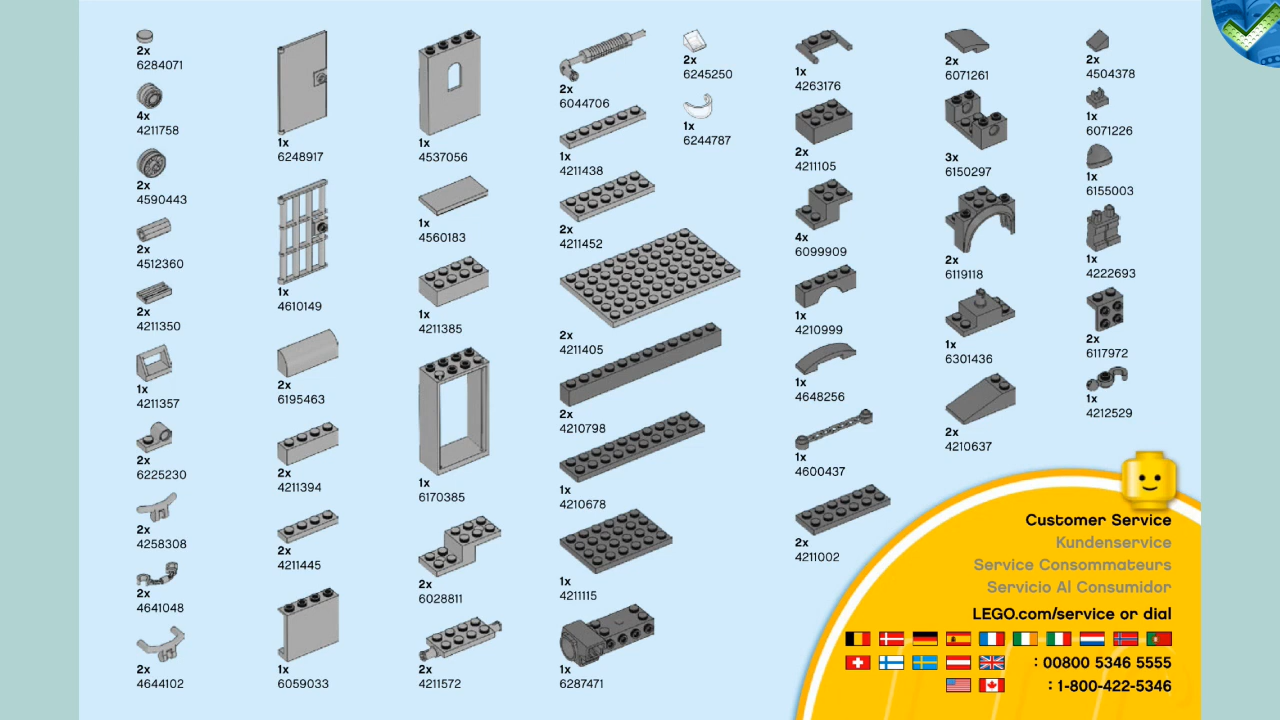 2x
6284071
4x
4211758
2x
4590443
2x
4512360
2x
4211350
1x
4211357
2x
6225230
2x
4258308
2x
4641048
2x
4644102
1x
6248917
1x
4610149
2x
6195463
2x
4211394
2x
4211445
1x
6059033
1x
4537056
1x
4560183
1x
4211385
1x
6170385
2x
6028811
2x
4211572
2x
6044706
1x
4211438
2x
4211452
2x
4211405
2x
4210798
1x
4210678
1x
4211115
1x
6287471
2x
6245250
1x
6244787
1x
4263176
2x
4211105
4x
6099909
1x
4210999
1x
4648256
1x
4600437
2x
4211002
2x
6071261
3x
6150297
2x
6119118
1x
6301436
2x
4210637
2x
4504378
1x
6071226
1x
6155003
1x
4222693
2x
6117972
1x
4212529
Customer Service
Kundenservice
Service Consommateurs
Servicio Al Consumidor
LEGO.com/service or dial
: 00800 5346 5555
: 1-800-422-5346